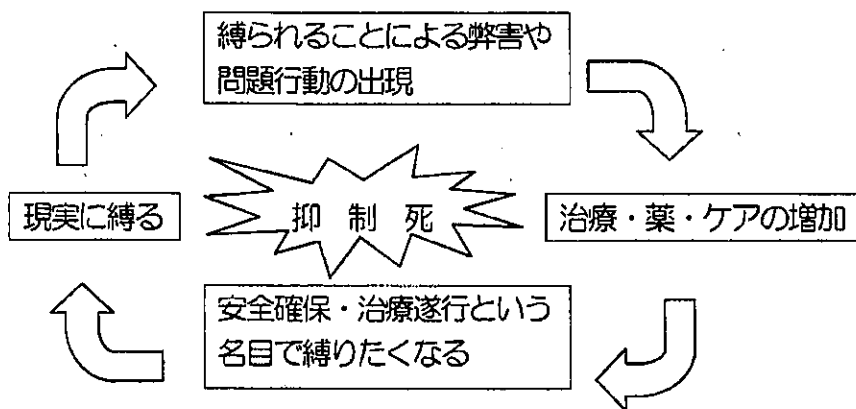 縛られることによる弊害や
問題行動の出現
現実に縛る
抑制死
治療・薬・ケアの増加
安全確保・治療遂行という
名目で縛りたくなる